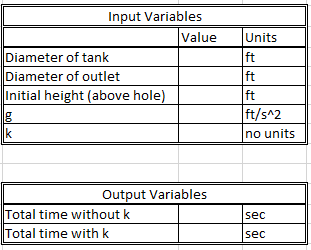 Input Variables
Value Units
Diameter of tank ft
Diameter of outlet ft
Initial height (above hole) ft
g ft/s^2
k no units
Output Variables
Total time without k sec
Total time with k sec